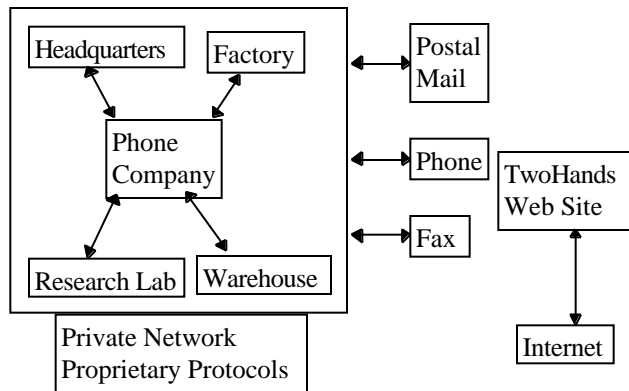 Headquarters
Factory
Postal
Mail
Phone
Company
Phone
TwoHands
Web Site
Fax
Research Lab
Warehouse
Private Network
Proprietary Protocols
Internet